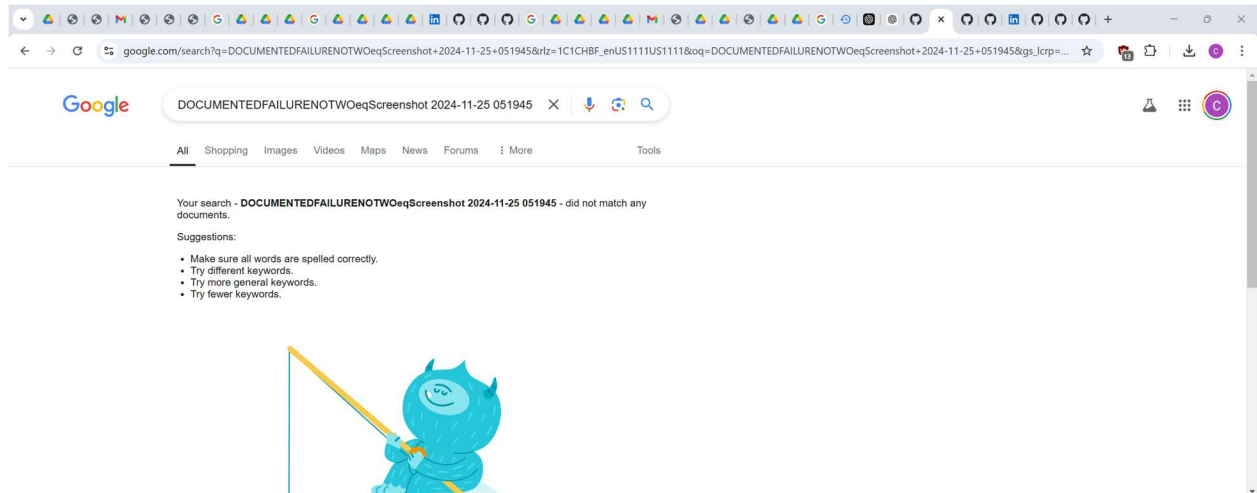 google.com/search?q=DOCUMENTEDFAILURENOTWOeqScreenshot+2024-11-25+051945&rlz=1C1CHBF_enUS1111US1111&oq=DOCUMENTEDFAILURENOTWOeqScreenshot+2024-11-25+051945&gs_lcrp=...
13
C
Google
DOCUMENTEDFAILURENOTWOeqScreenshot 2024-11-25 051945
C
All Shopping Images Videos Maps News Forums More Tools
Your search - DOCUMENTEDFAILURENOTWOeqScreenshot 2024-11-25 051945 - did not match any
documents.
Suggestions:
• Make sure all words are spelled correctly.
• Try different keywords.
• Try more general keywords.
• Try fewer keywords.